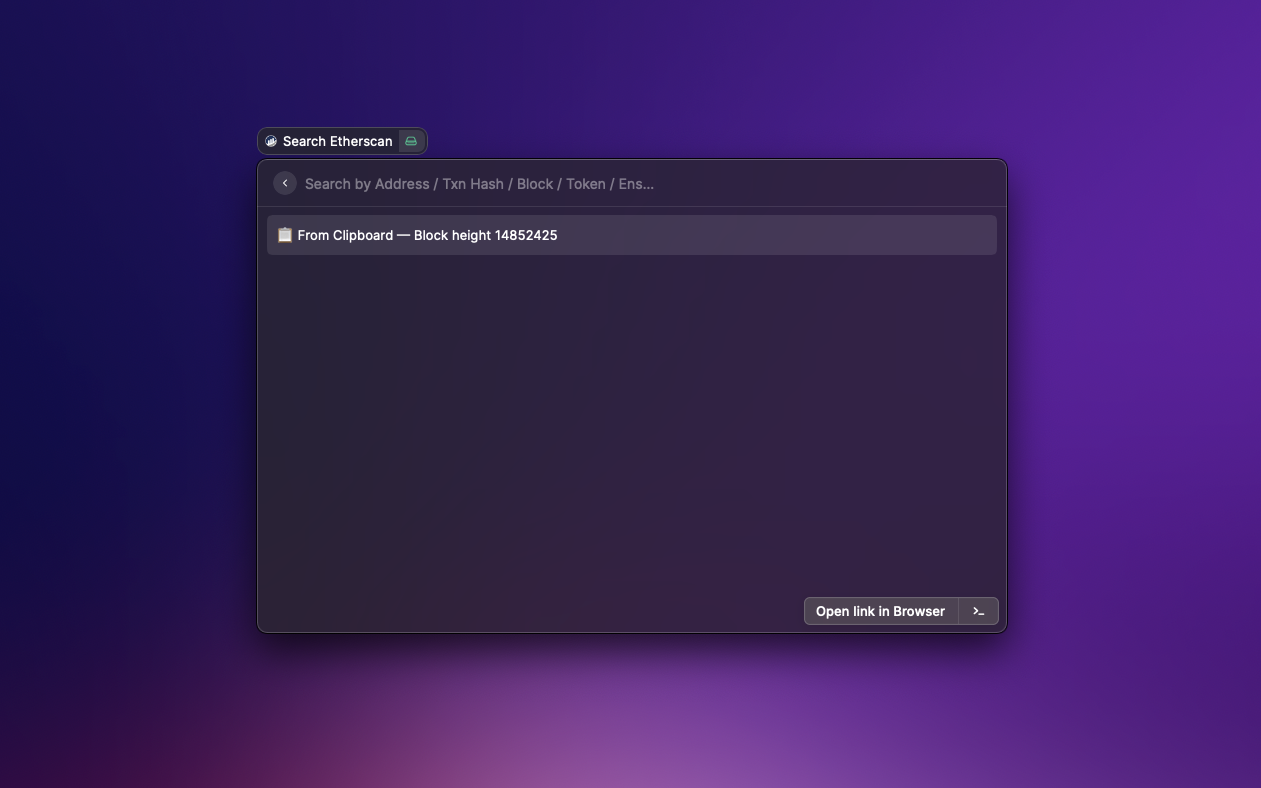 Search Etherscan
Search by Address / Txn Hash / Block / Token / Ens...
From Clipboard — Block height 14852425
Open link in Browser